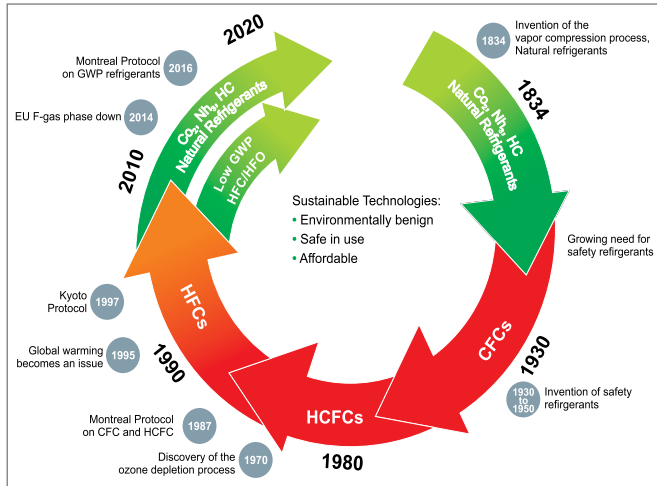 1834
Invention of the
vapor compression process,
Natural refrigerants
1834
Co₂, Nh₃, HC
Natural Refrigerants
Growing need for
safety refrigerants
CFCs
1930
1930
to
1950
Invention of safety
refirgerants
HCFCs
1980
1970
Discovery of the
ozone depletion process
1987
Montreal Protocol
on CFC and HCFC
1990
1995
Global warming
becomes an issue
1997
Kyoto
Protocol
HFCs
2010
2014
EU F-gas phase down
2016
Montreal Protocol
on GWP refrigerants
2020
Co₂, Nh₃, HC
Natural Refrigerants
Low GWP
HFC/HFO
Sustainable Technologies:
• Environmentally benign
• Safe in use
• Affordable